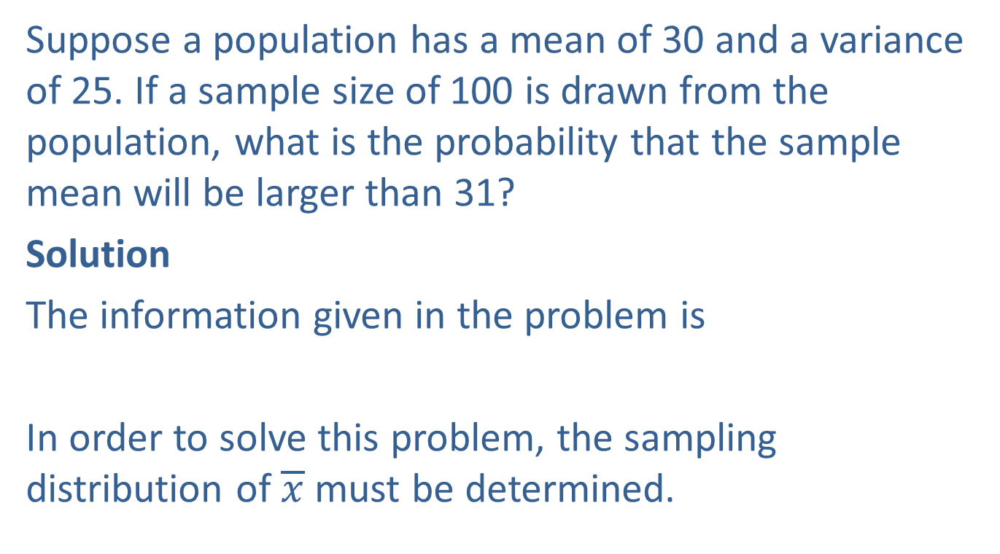 Suppose a population has a mean of 30 and a variance
of 25. If a sample size of 100 is drawn from the
population, what is the probability that the sample
mean will be larger than 31?
Solution
The information given in the problem is
In order to solve this problem, the sampling
distribution of x̅ must be determined.